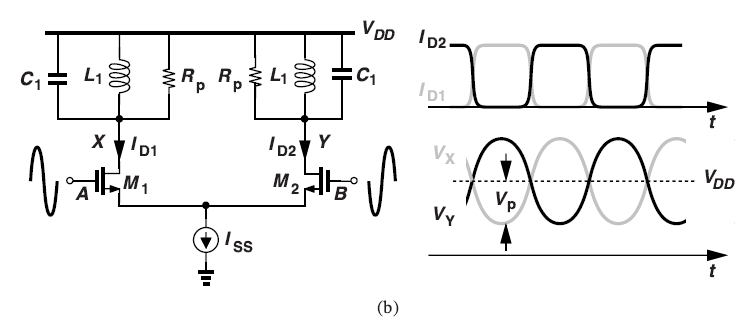 V_DD
C_1 L_1 R_p R_p L_1 C_1
X I_D1 I_D2 Y
A M_1 M_2 B
I_SS
I_D2
I_D1
t
V_X
V_DD
V_p
V_Y
t
(b)